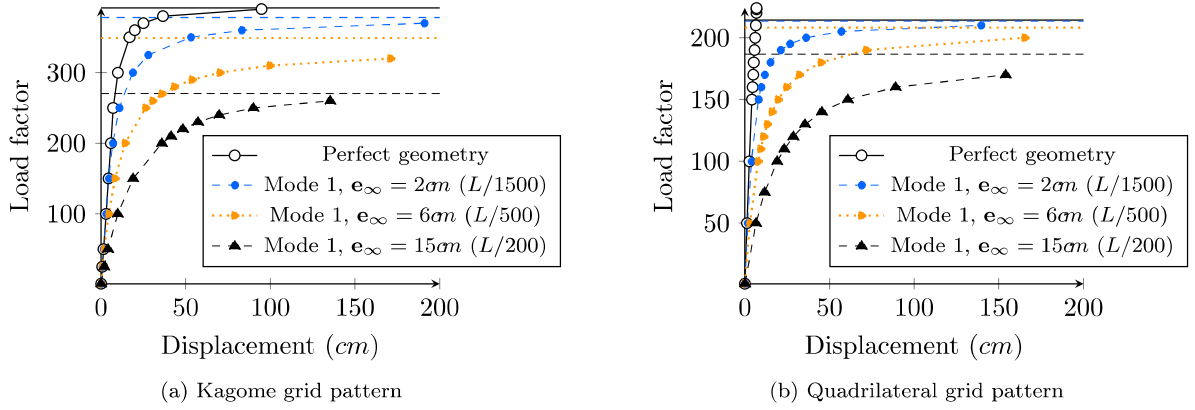 300
200
100
0
50
100
150
200
Load factor
Displacement (cm)
Perfect geometry
Mode 1, e∞ = 2cm (L/1500)
Mode 1, e∞ = 6cm (L/500)
Mode 1, e∞ = 15cm (L/200)
(a) Kagome grid pattern
200
150
100
50
0
50
100
150
200
Load factor
Displacement (cm)
Perfect geometry
Mode 1, e∞ = 2cm (L/1500)
Mode 1, e∞ = 6cm (L/500)
Mode 1, e∞ = 15cm (L/200)
(b) Quadrilateral grid pattern